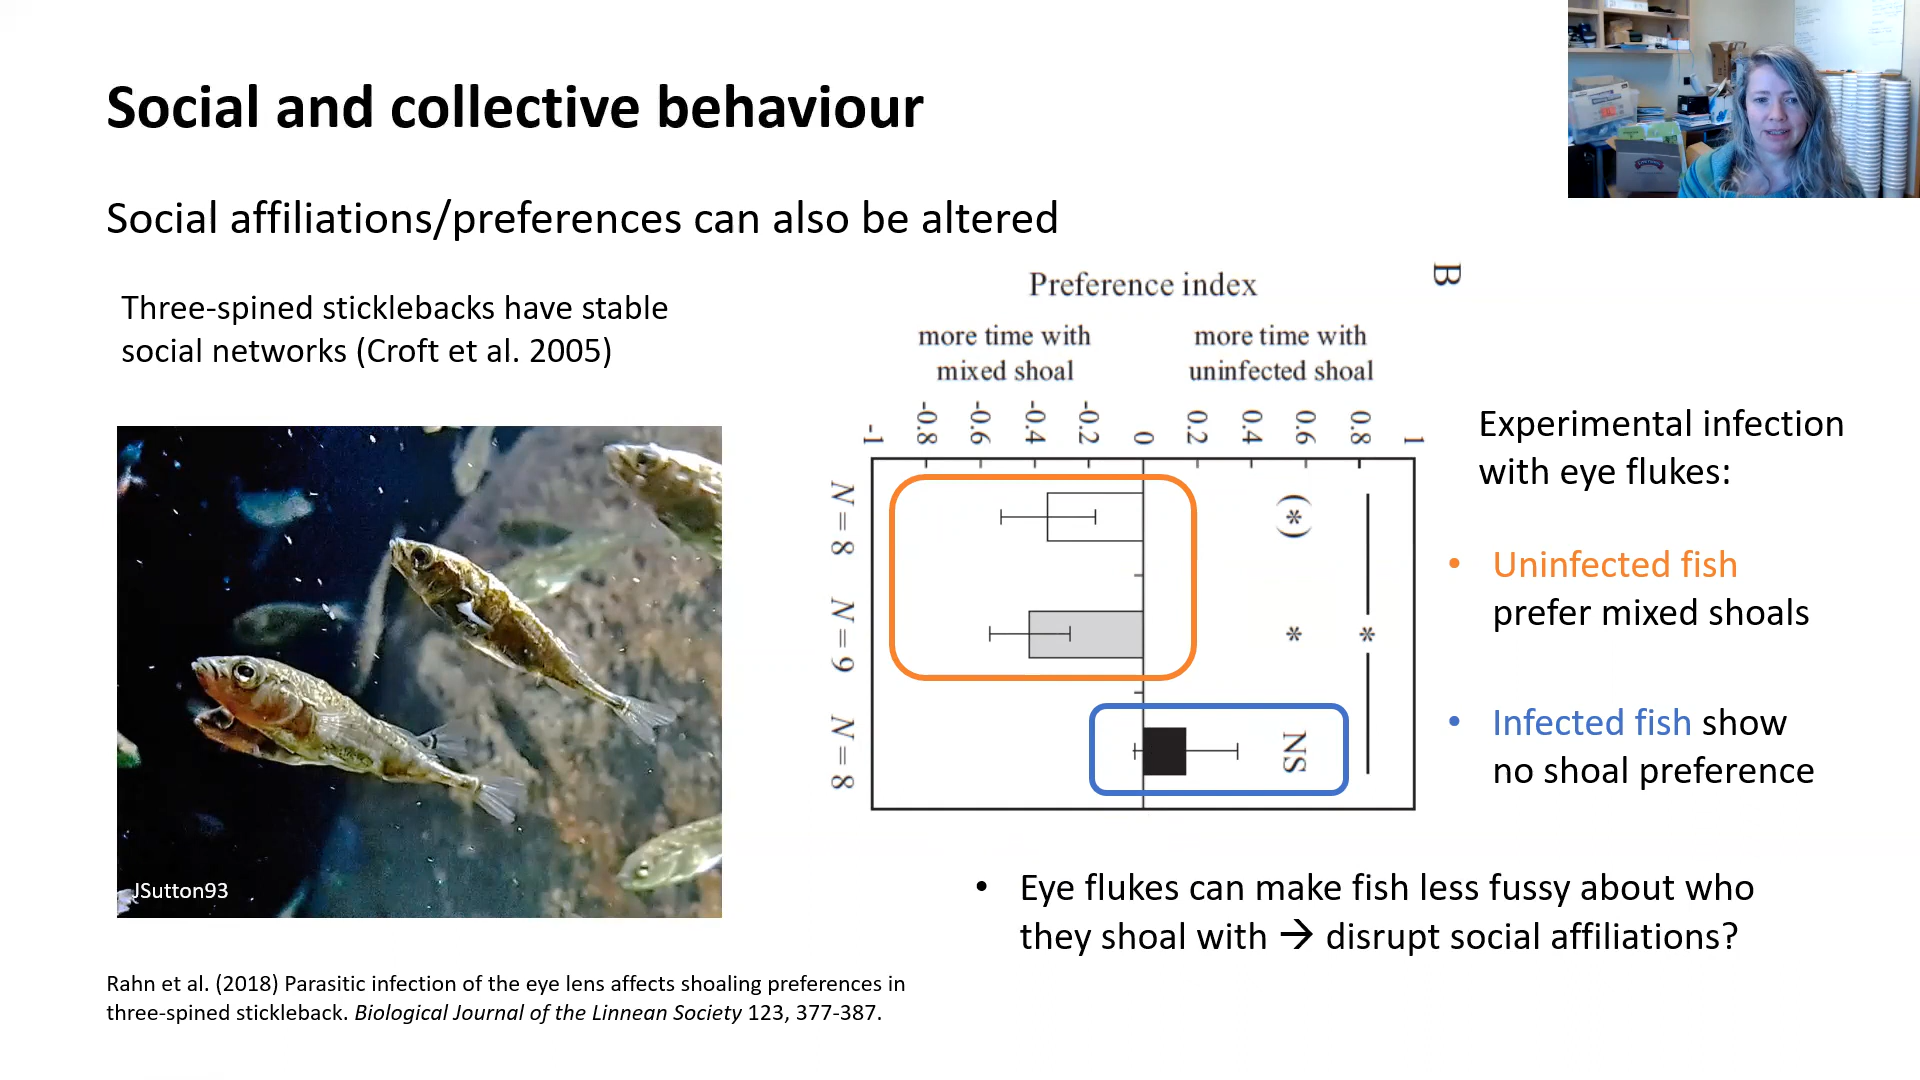 Social and collective behaviour
Social affiliations/preferences can also be altered
Three-spined sticklebacks have stable
social networks (Croft et al. 2005)
JSutton93
B
Preference index
more time with
mixed shoal
more time with
uninfected shoal
-1 -0.8 -0.6 -0.4 -0.2 0 0.2 0.4 0.6 0.8 1
N = 8
(*)
N = 9
* *
N = 8
NS
Experimental infection
with eye flukes:
• Uninfected fish
prefer mixed shoals
• Infected fish show
no shoal preference
• Eye flukes can make fish less fussy about who
they shoal with → disrupt social affiliations?
Rahn et al. (2018) Parasitic infection of the eye lens affects shoaling preferences in
three-spined stickleback. Biological Journal of the Linnean Society 123, 377-387.